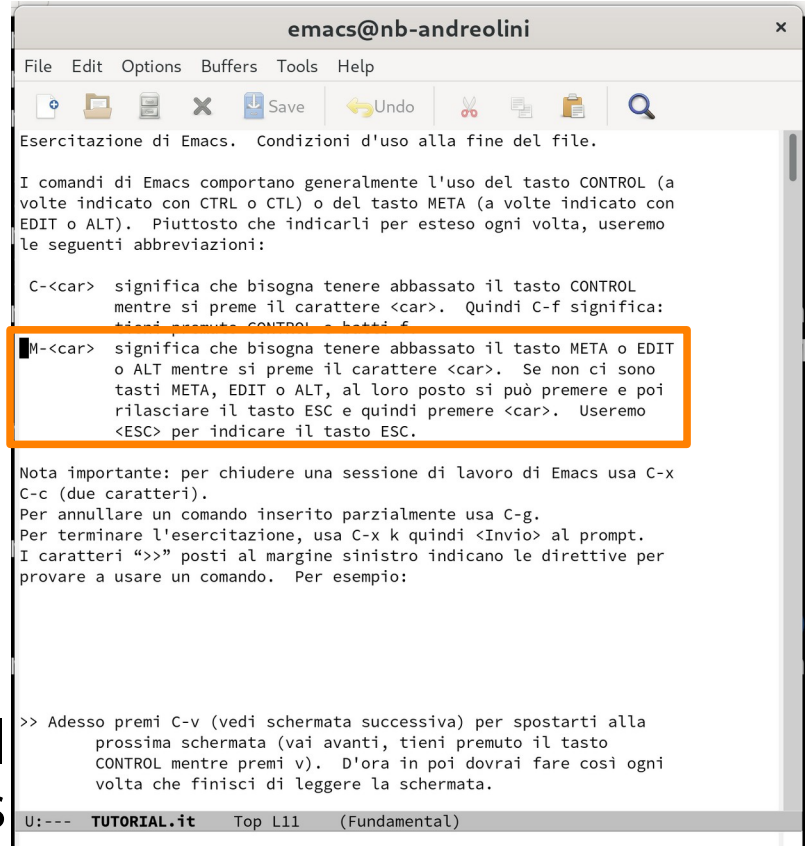 emacs@nb-andreolini ×
File Edit Options Buffers Tools Help
Save Undo
Esercitazione di Emacs. Condizioni d'uso alla fine del file.
I comandi di Emacs comportano generalmente l'uso del tasto CONTROL (a
volte indicato con CTRL o CTL) o del tasto META (a volte indicato con
EDIT o ALT). Piuttosto che indicarli per esteso ogni volta, useremo
le seguenti abbreviazioni:
C-<car> significa che bisogna tenere abbassato il tasto CONTROL
mentre si preme il carattere <car>. Quindi C-f significa:
tieni premuto CONTROL e batti f.
M-<car> significa che bisogna tenere abbassato il tasto META o EDIT
o ALT mentre si preme il carattere <car>. Se non ci sono
tasti META, EDIT o ALT, al loro posto si può premere e poi
rilasciare il tasto ESC e quindi premere <car>. Useremo
<ESC> per indicare il tasto ESC.
Nota importante: per chiudere una sessione di lavoro di Emacs usa C-x
C-c (due caratteri).
Per annullare un comando inserito parzialmente usa C-g.
Per terminare l'esercitazione, usa C-x k quindi <Invio> al prompt.
I caratteri “>>” posti al margine sinistro indicano le direttive per
provare a usare un comando. Per esempio:
>> Adesso premi C-v (vedi schermata successiva) per spostarti alla
prossima schermata (vai avanti, tieni premuto il tasto
CONTROL mentre premi v). D'ora in poi dovrai fare così ogni
volta che finisci di leggere la schermata.
U:--- TUTORIAL.it Top L11 (Fundamental)